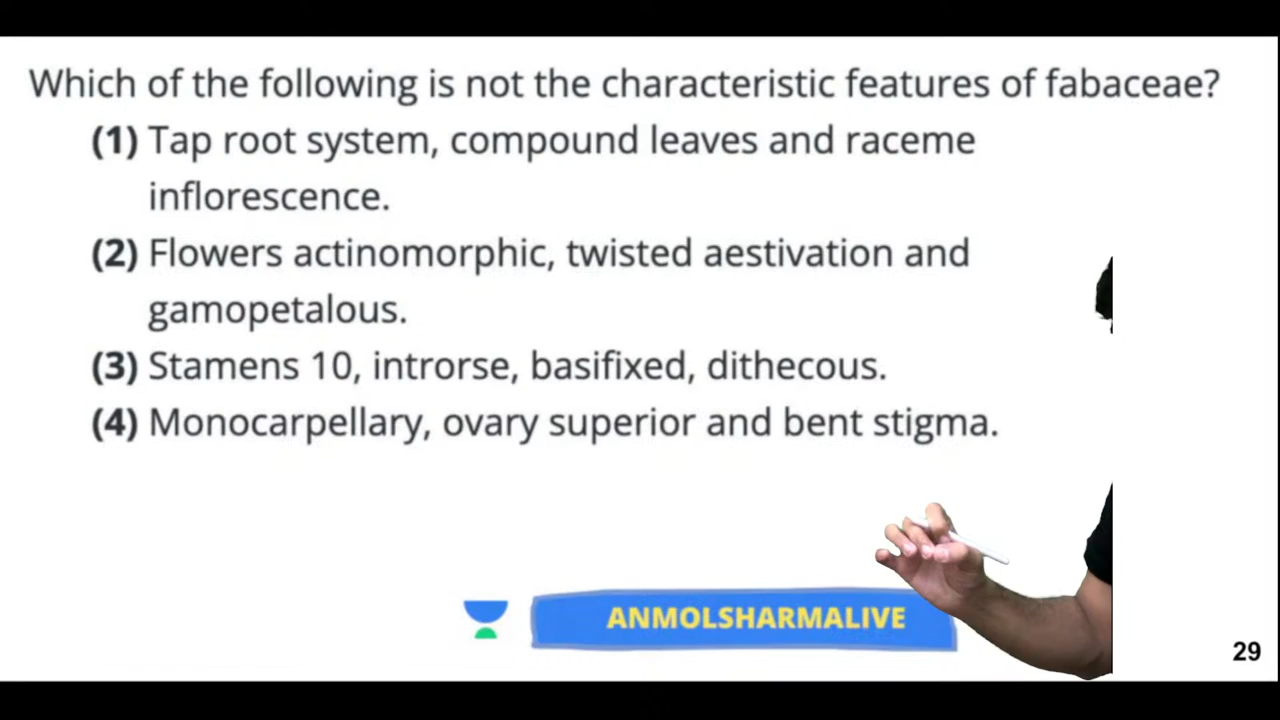 Which of the following is not the characteristic features of fabaceae?
(1) Tap root system, compound leaves and raceme
inflorescence.
(2) Flowers actinomorphic, twisted aestivation and
gamopetalous.
(3) Stamens 10, introrse, basifixed, dithecous.
(4) Monocarpellary, ovary superior and bent stigma.
ANMOLSHARMALIVE
29